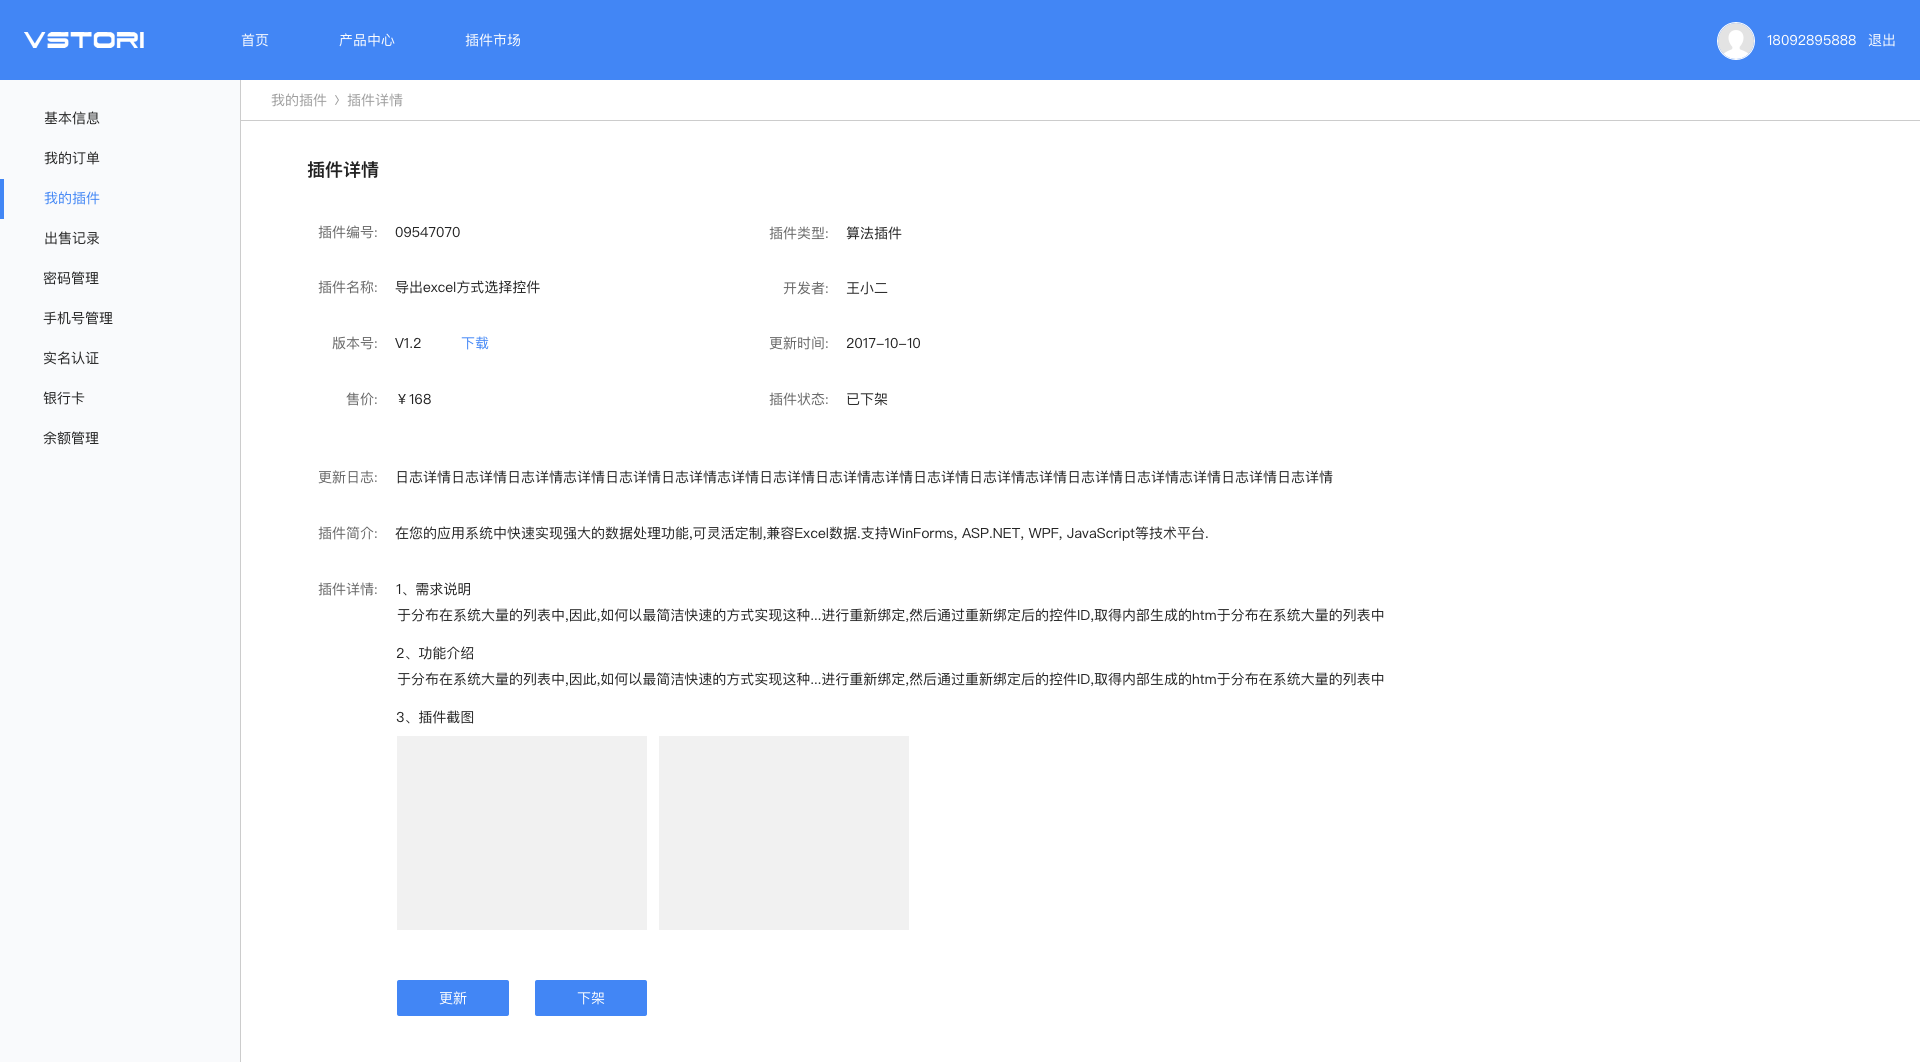 VSTORI
首页 产品中心 插件市场
18092895888 退出
基本信息
我的订单
我的插件
出售记录
密码管理
手机号管理
实名认证
银行卡
余额管理
我的插件 〉插件详情
插件详情
插件编号: 09547070 插件类型: 算法插件
插件名称: 导出excel方式选择控件 开发者: 王小二
版本号: V1.2 下载 更新时间: 2017-10-10
售价: ￥168 插件状态: 已下架
更新日志: 日志详情日志详情日志详情志详情日志详情日志详情志详情日志详情日志详情志详情日志详情日志详情志详情日志详情日志详情志详情日志详情日志详情
插件简介: 在您的应用系统中快速实现强大的数据处理功能,可灵活定制,兼容Excel数据.支持WinForms, ASP.NET, WPF, JavaScript等技术平台.
插件详情: 1、需求说明
于分布在系统大量的列表中,因此,如何以最简洁快速的方式实现这种...进行重新绑定,然后通过重新绑定后的控件ID,取得内部生成的htm于分布在系统大量的列表中
2、功能介绍
于分布在系统大量的列表中,因此,如何以最简洁快速的方式实现这种...进行重新绑定,然后通过重新绑定后的控件ID,取得内部生成的htm于分布在系统大量的列表中
3、插件截图
更新 下架